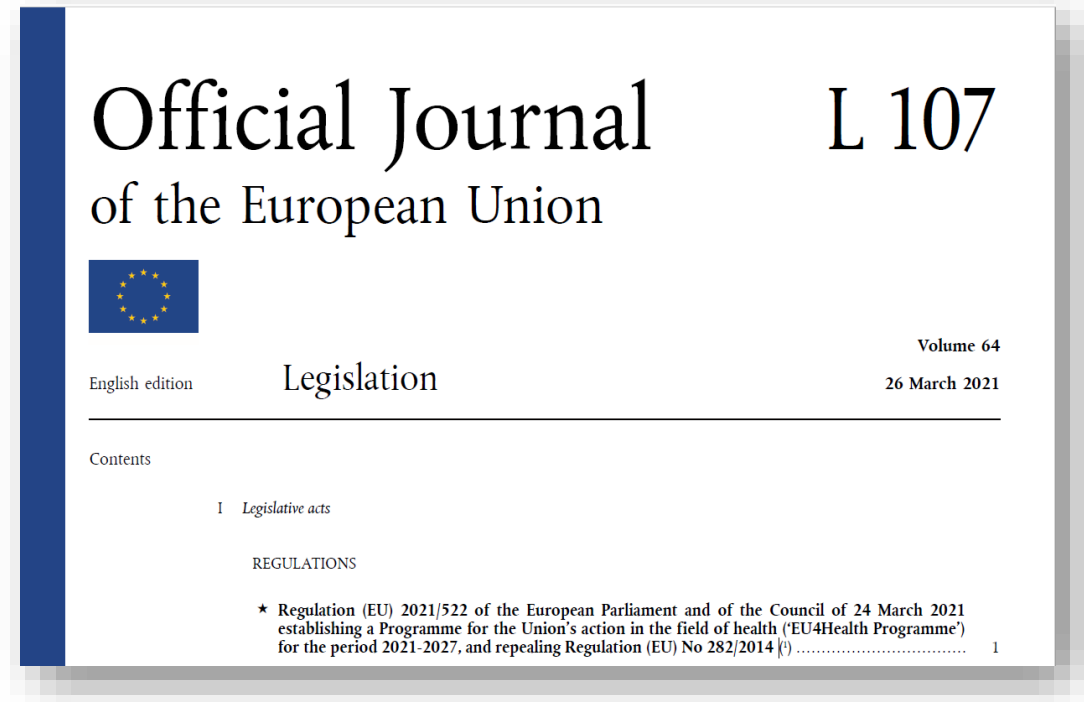 Official Journal L 107
of the European Union
Volume 64
English edition Legislation 26 March 2021
Contents
I Legislative acts
REGULATIONS
★ Regulation (EU) 2021/522 of the European Parliament and of the Council of 24 March 2021
establishing a Programme for the Union’s action in the field of health (‘EU4Health Programme’)
for the period 2021-2027, and repealing Regulation (EU) No 282/2014 (¹) .................................. 1